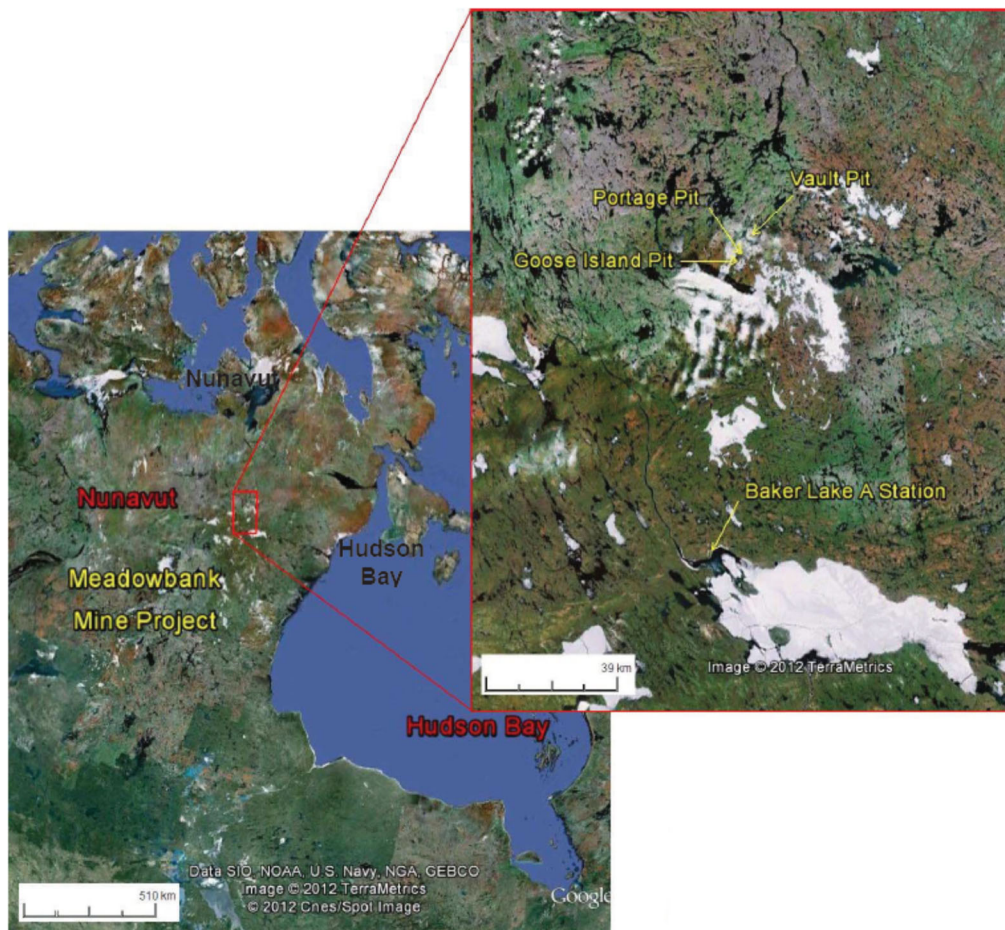 Vault Pit
Portage Pit
Goose Island Pit
Baker Lake A Station
39 km
Image © 2012 TerraMetrics
Nunavut
Nunavut
Hudson
Bay
Meadowbank
Mine Project
Hudson Bay
Data SIO, NOAA, U.S. Navy, NGA, GEBCO
Image © 2012 TerraMetrics
© 2012 Cnes/Spot Image
Google
510 km